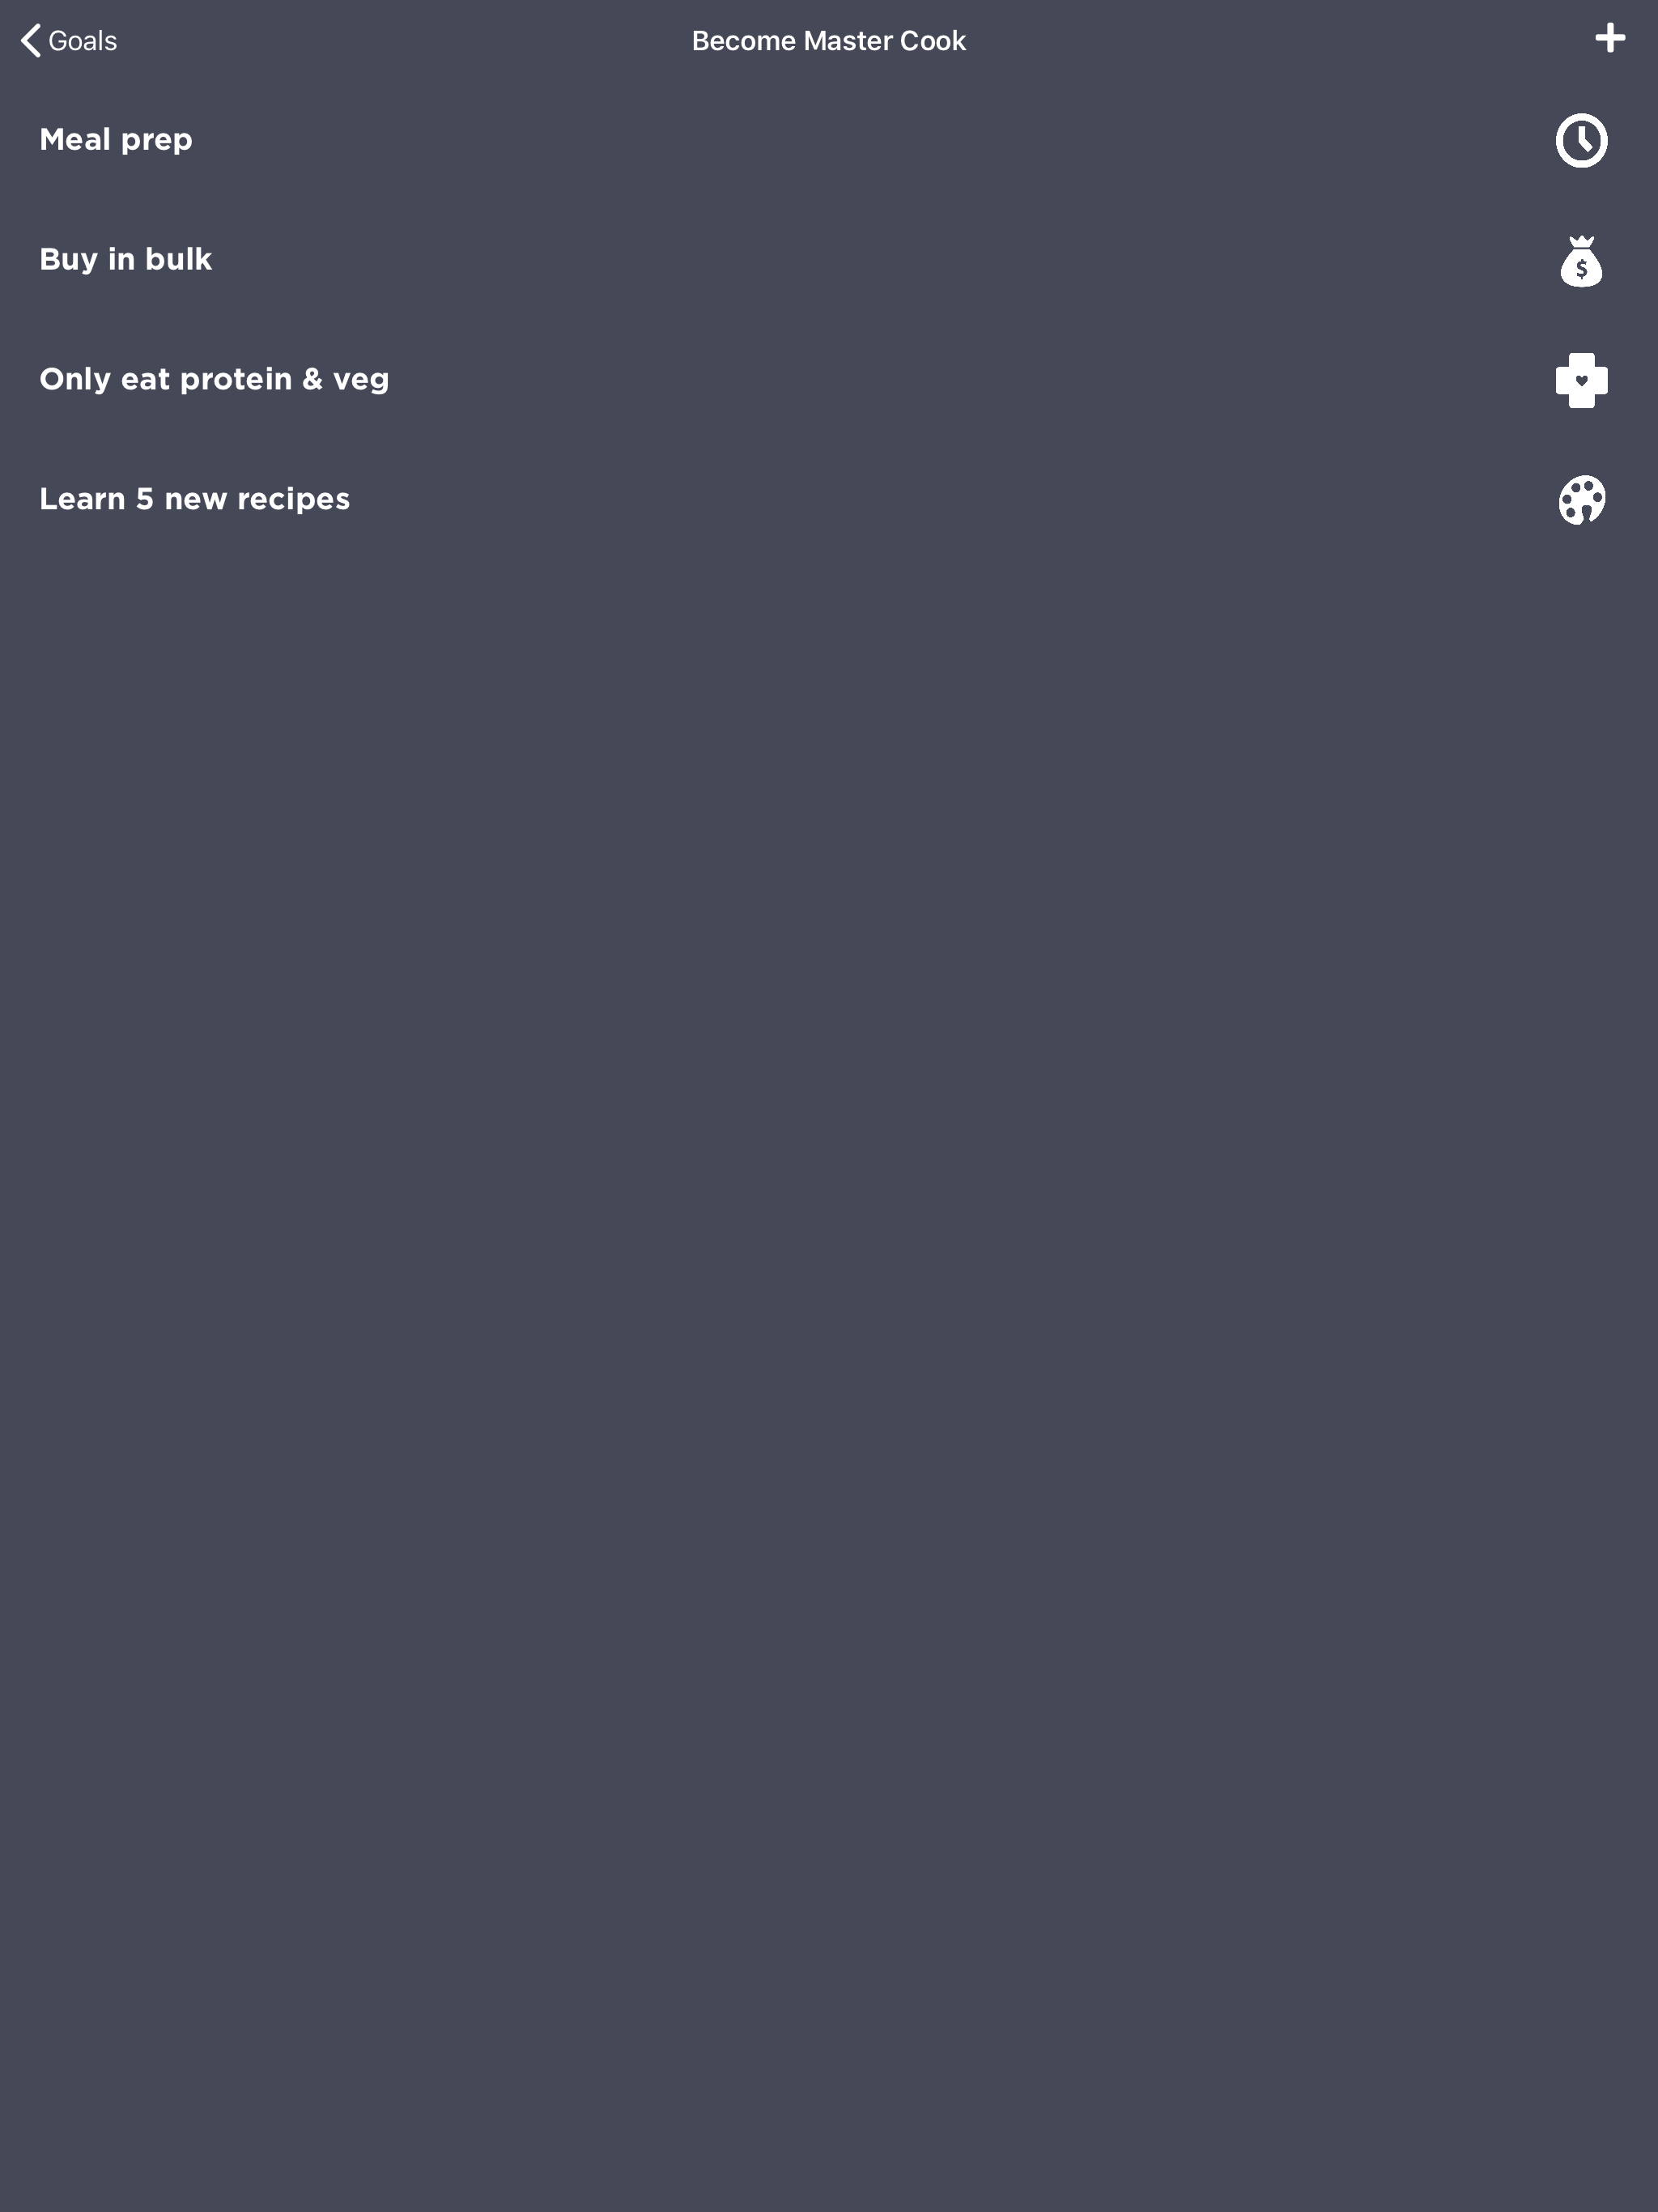 Goals
Become Master Cook
Meal prep
Buy in bulk
$
Only eat protein & veg
Learn 5 new recipes